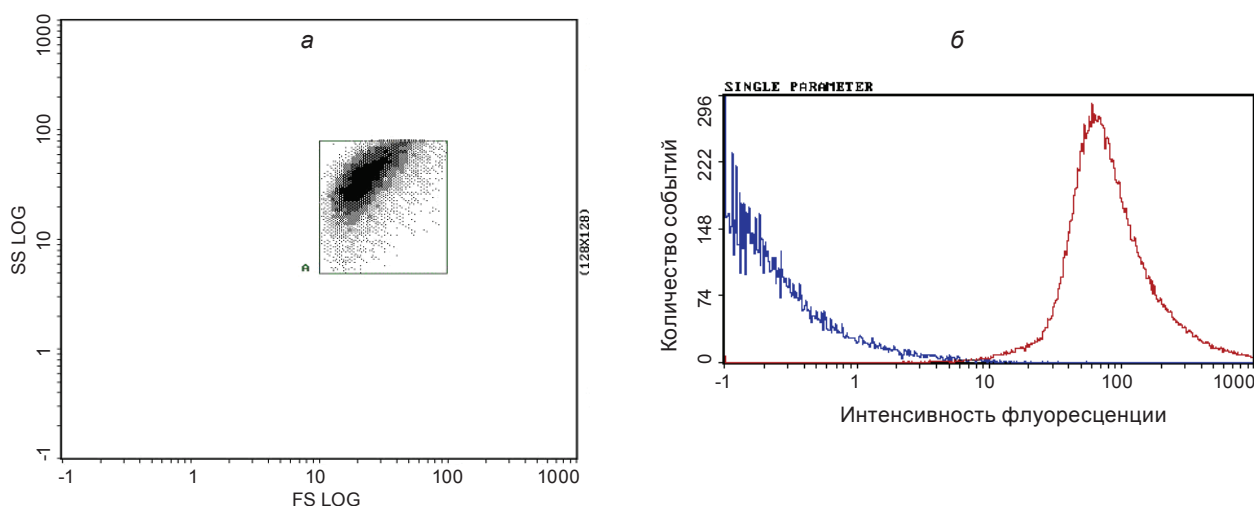 а
1000
100
10
1
-1
SS LOG
A
(128X128)
-1 1 10 100 1000
FS LOG
б
SINGLE PARAMETER
296
222
148
74
0
Количество событий
-1 1 10 100 1000
Интенсивность флуоресценции